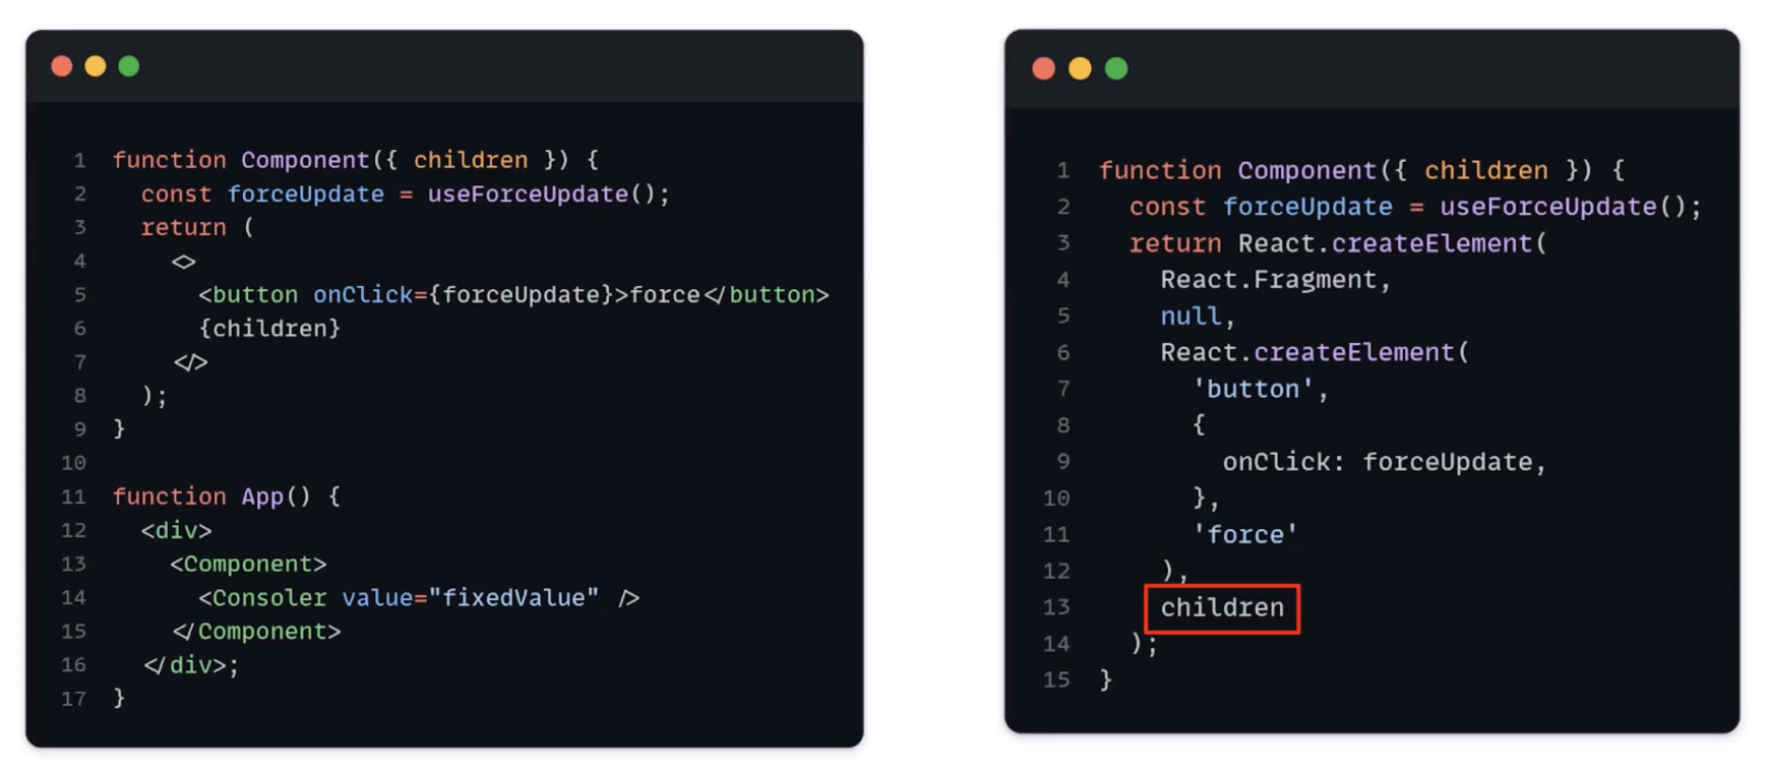 1 function Component({ children }) {
2   const forceUpdate = useForceUpdate();
3   return (
4     <>
5       <button onClick={forceUpdate}>force</button>
6       {children}
7     </>
8   );
9 }
10
11 function App() {
12   <div>
13     <Component>
14       <Consoler value="fixedValue" />
15     </Component>
16   </div>;
17 }
1 function Component({ children }) {
2   const forceUpdate = useForceUpdate();
3   return React.createElement(
4     React.Fragment,
5     null,
6     React.createElement(
7       'button',
8       {
9         onClick: forceUpdate,
10       },
11       'force'
12     ),
13     children
14   );
15 }